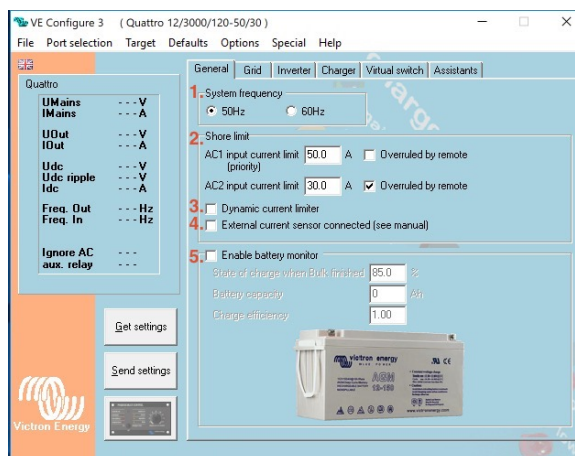 VE Configure 3 ( Quattro 12/3000/120-50/30 )
File Port selection Target Defaults Options Special Help
General Grid Inverter Charger Virtual switch Assistants
Quattro
UMains - - - V
IMains - - - A
UOut - - - V
IOut - - - A
Udc - - - V
Udc ripple - - - V
Idc - - - A
Freq. Out - - - Hz
Freq. In - - - Hz
Ignore AC - - -
aux. relay - - -
Get settings
Send settings
Victron Energy
1. System frequency
50Hz 60Hz
2. Shore limit
AC1 input current limit 50.0 A Overruled by remote
(priority)
AC2 input current limit 30.0 A Overruled by remote
3. Dynamic current limiter
4. External current sensor connected (see manual)
5. Enable battery monitor
State of charge when Bulk finished 85.0 %
Battery capacity 0 Ah
Charge efficiency 1.00
victron energy
AGM
12-150